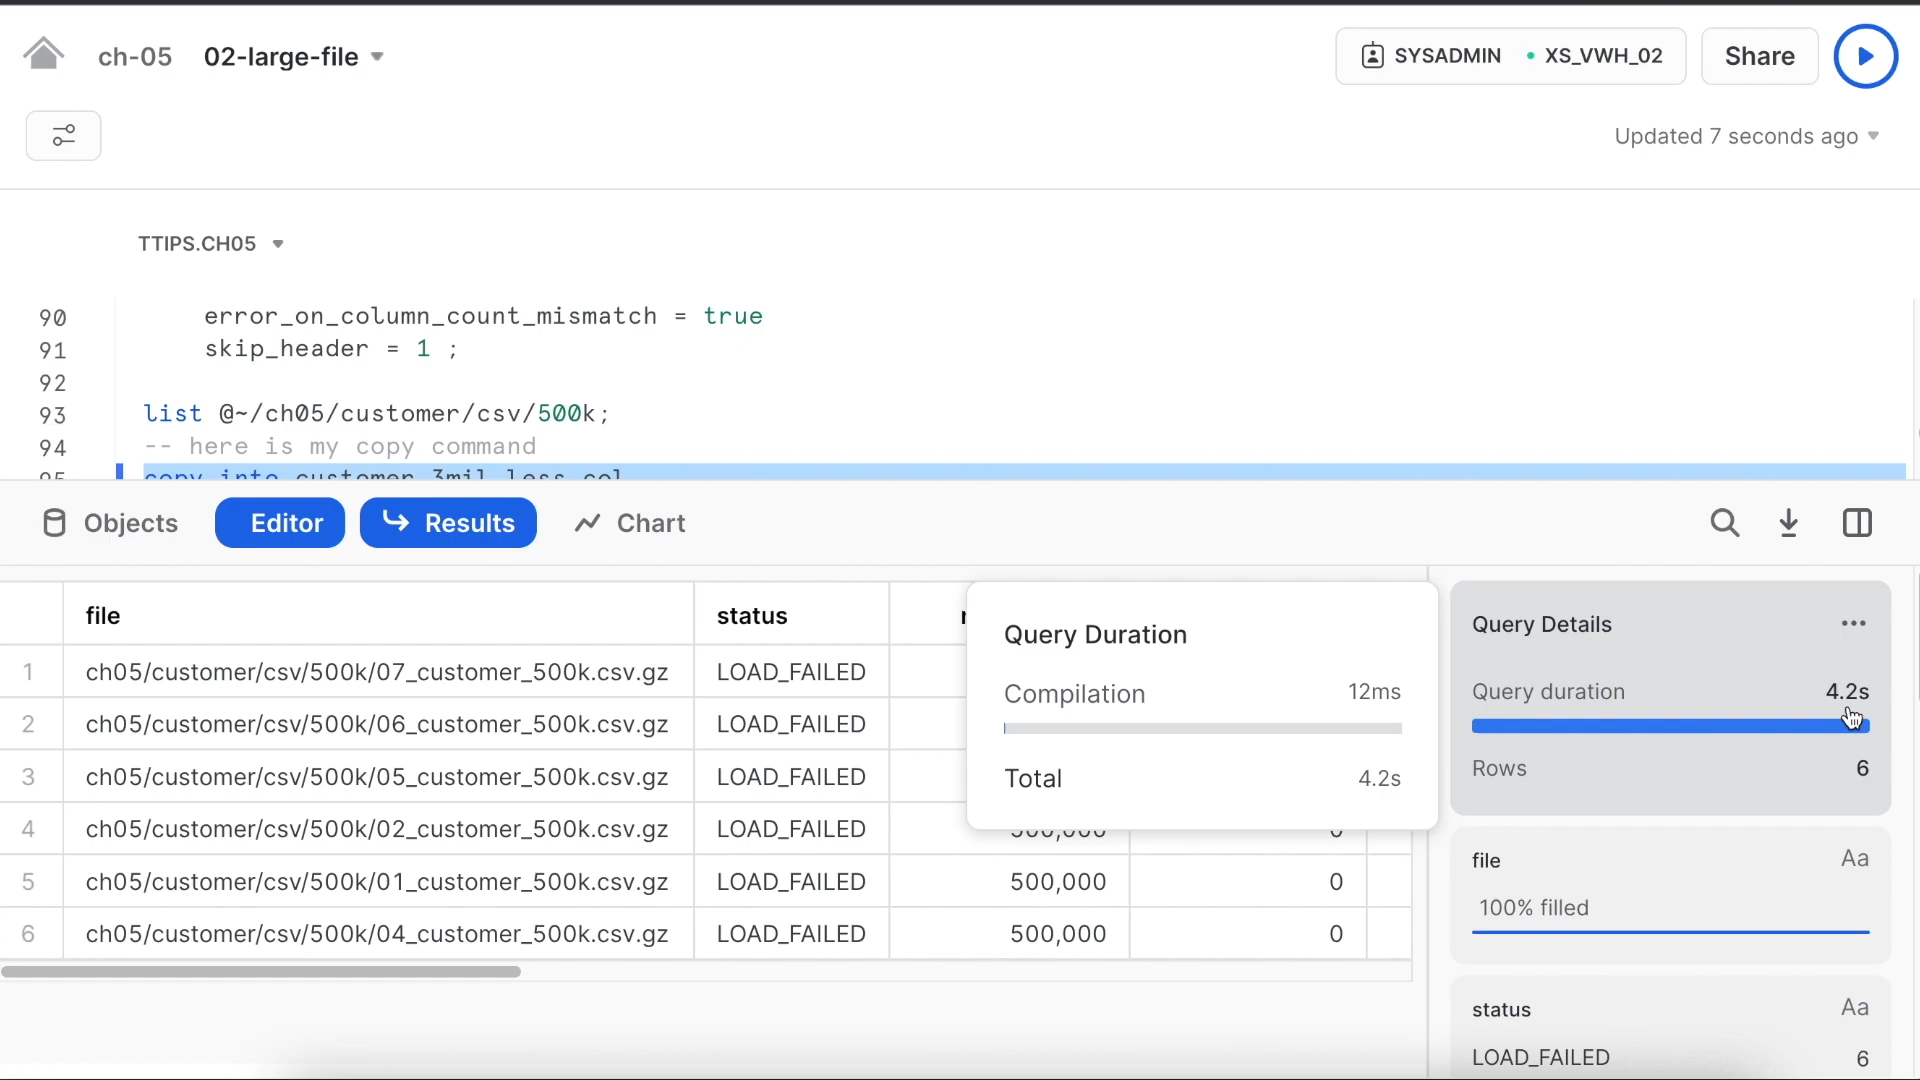 ch-05 02-large-file
SYSADMIN XS_VWH_02 Share
Updated 7 seconds ago
TTIPS.CH05
90 error_on_column_count_mismatch = true
91 skip_header = 1 ;
92
93 list @~/ch05/customer/csv/500k;
94 -- here is my copy command
95 copy into customer_3mil_less_col
Objects Editor Results Chart
file status
1 ch05/customer/csv/500k/07_customer_500k.csv.gz LOAD_FAILED
2 ch05/customer/csv/500k/06_customer_500k.csv.gz LOAD_FAILED
3 ch05/customer/csv/500k/05_customer_500k.csv.gz LOAD_FAILED
4 ch05/customer/csv/500k/02_customer_500k.csv.gz LOAD_FAILED 500,000 0
5 ch05/customer/csv/500k/01_customer_500k.csv.gz LOAD_FAILED 500,000 0
6 ch05/customer/csv/500k/04_customer_500k.csv.gz LOAD_FAILED 500,000 0
Query Duration
Compilation 12ms
Total 4.2s
Query Details
Query duration 4.2s
Rows 6
file Aa
100% filled
status Aa
LOAD_FAILED 6